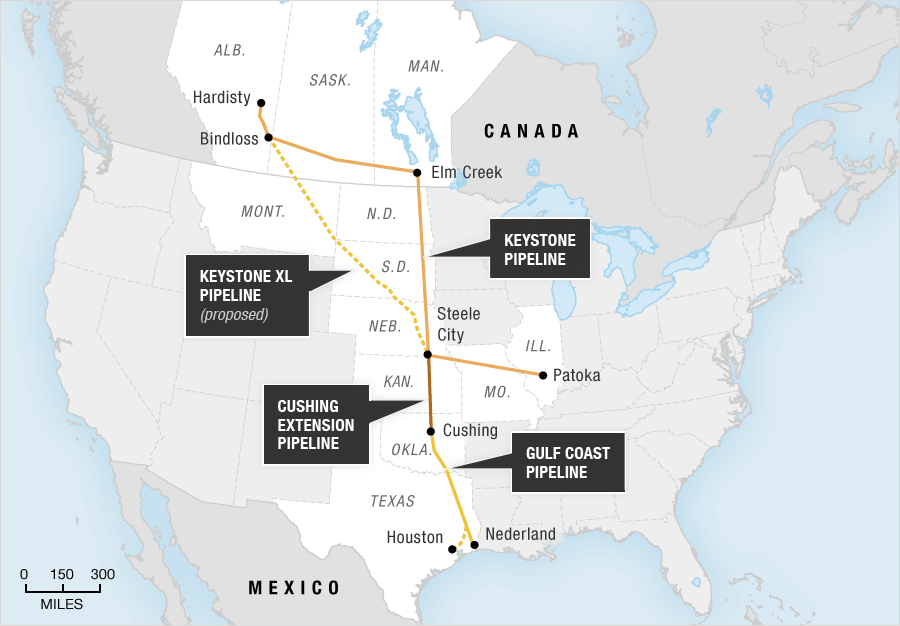 ALB.
SASK.
MAN.
Hardisty
Bindloss
CANADA
Elm Creek
MONT.
N.D.
KEYSTONE
PIPELINE
S.D.
KEYSTONE XL
PIPELINE
(proposed)
Steele
City
NEB.
ILL.
Patoka
KAN.
MO.
CUSHING
EXTENSION
PIPELINE
Cushing
OKLA.
GULF COAST
PIPELINE
TEXAS
Houston
Nederland
MEXICO
0 150 300
MILES